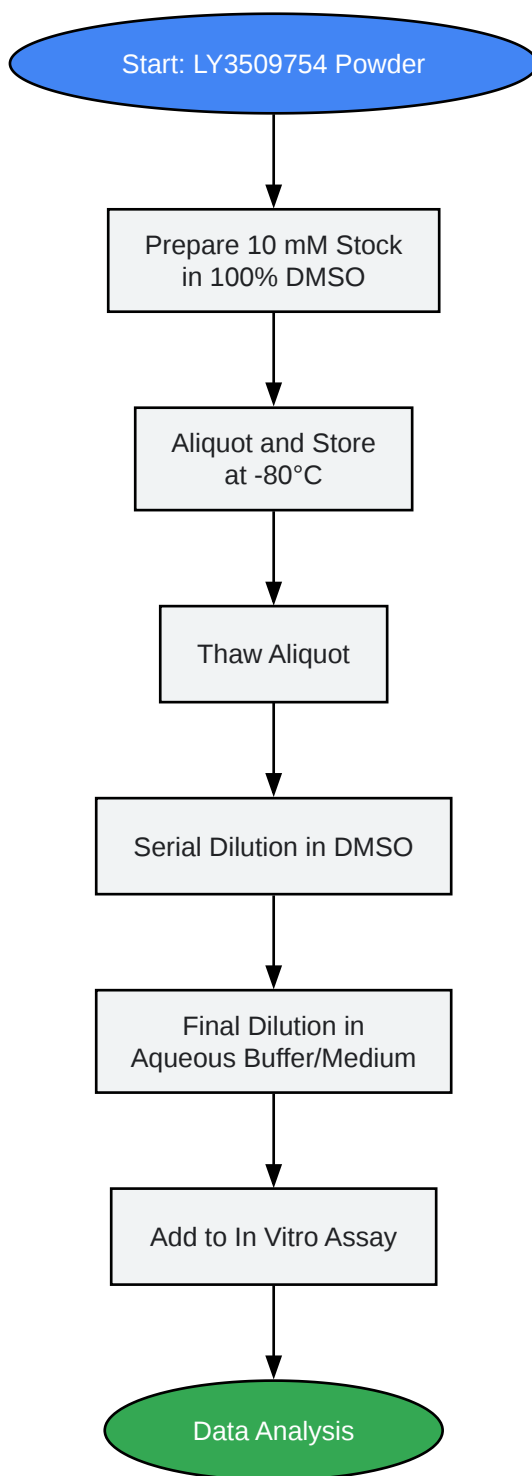 Start: LY3509754 Powder
Prepare 10 mM Stock
in 100% DMSO
Aliquot and Store
at -80°C
Thaw Aliquot
Serial Dilution in DMSO
Final Dilution in
Aqueous Buffer/Medium
Add to In Vitro Assay
Data Analysis